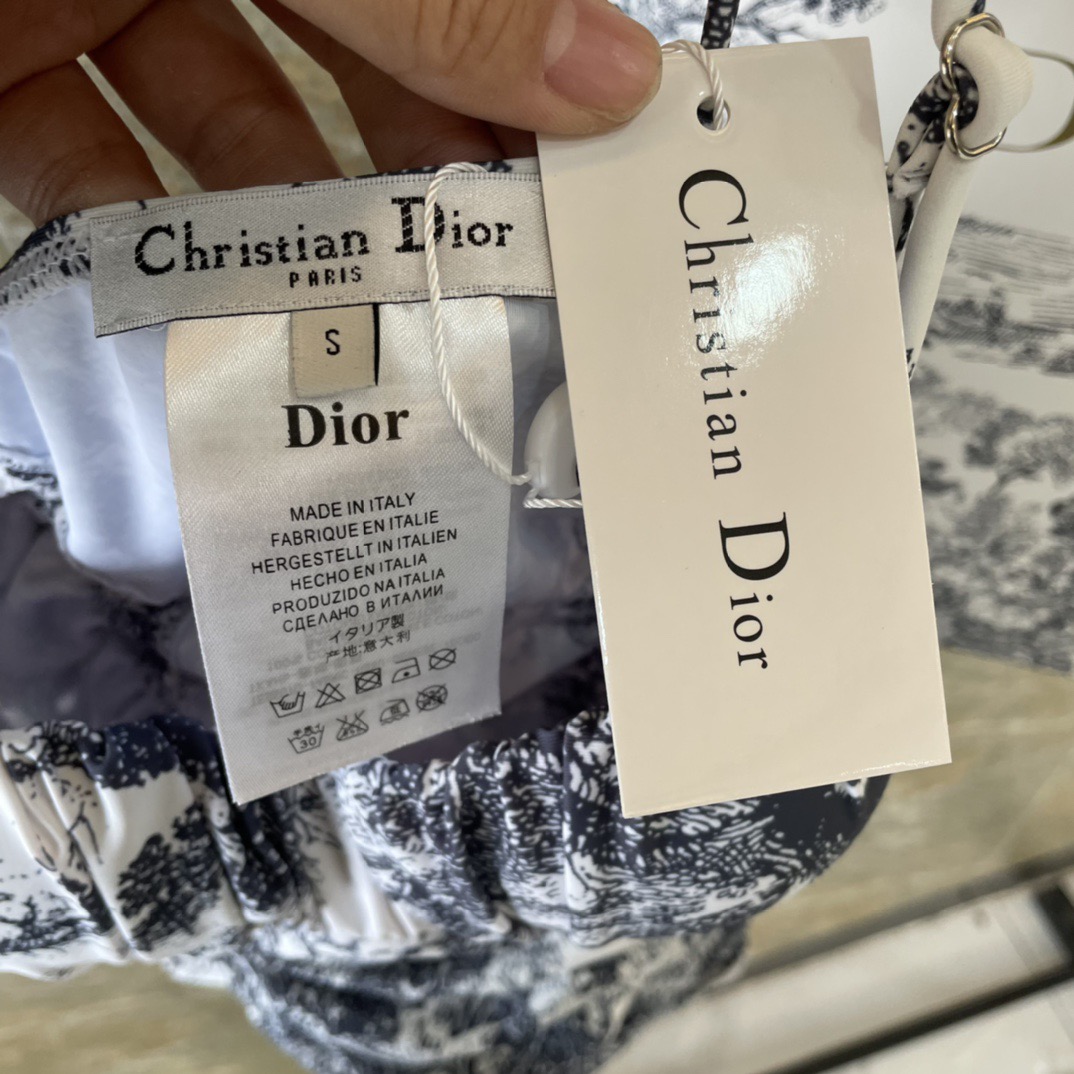 Christian Dior
PARIS
S
Dior
MADE IN ITALY
FABRIQUE EN ITALIE
HERGESTELLT IN ITALIEN
HECHO EN ITALIA
PRODUZIDO NA ITALIA
СДЕЛАНО В ИТАЛИИ
イタリア製
产地:意大利
30
Christian Dior